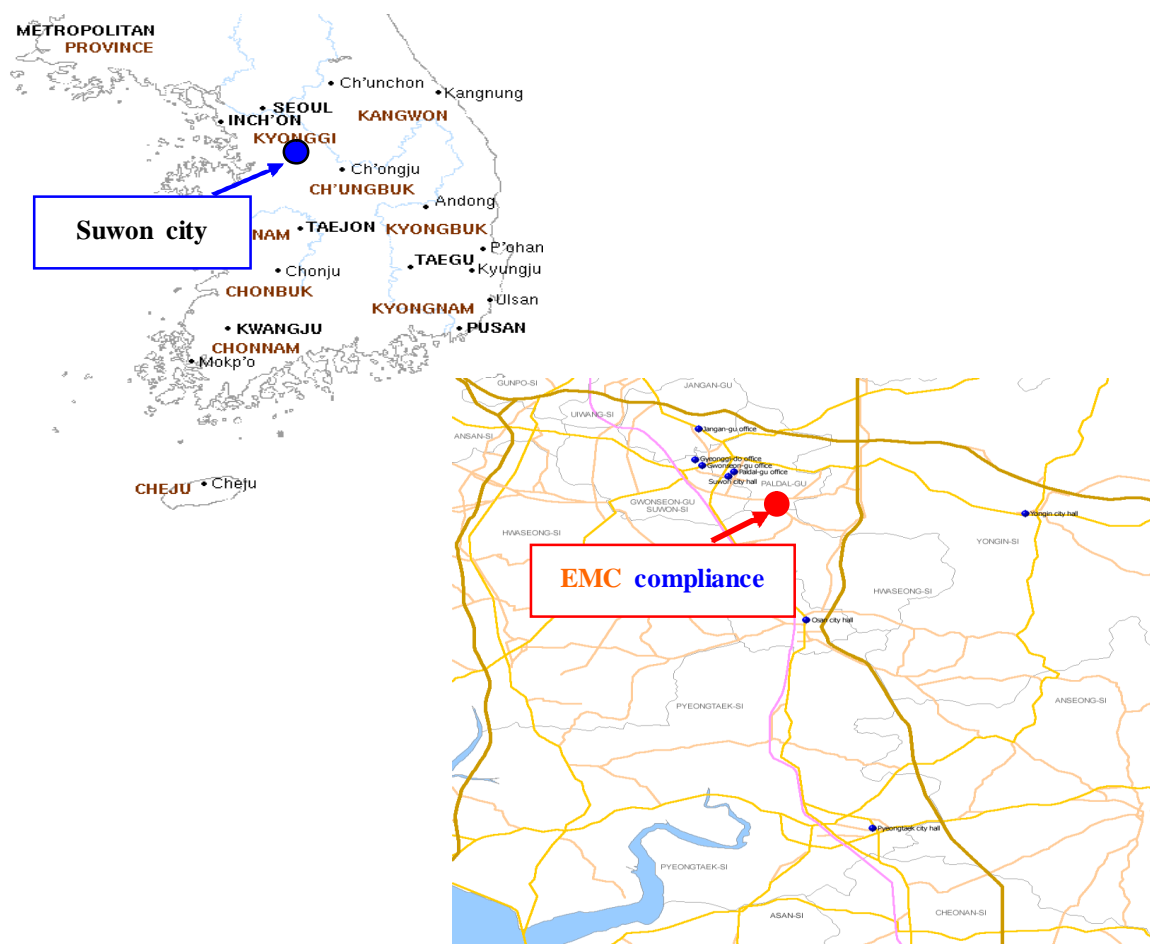 METROPOLITAN
PROVINCE
Ch'unchon
Kangnung
SEOUL
INCH'ON
KANGWON
KYONGGI
Ch'ongju
CH'UNGBUK
Andong
Suwon city
NAM
TAEJON
KYONGBUK
P'ohan
TAEGU
Kyungju
Chonju
CHONBUK
Ulsan
KYONGNAM
KWANGJU
PUSAN
CHONNAM
Mokp'o
CHEJU
Cheju
GUNPO-SI
JANGAN-GU
UIWANG-SI
Jangan-gu office
ANSAN-SI
Gyeonggi-do office
Gwonseon-gu office
Paldal-gu office
Suwon city hall
PALDAL-GU
GWONSEON-GU
SUWON-SI
Yongin city hall
HWASEONG-SI
YONGIN-SI
EMC compliance
HWASEONG-SI
Osan city hall
ANSEONG-SI
PYEONGTAEK-SI
Pyeongtaek city hall
PYEONGTAEK-SI
ASAN-SI
CHEONAN-SI